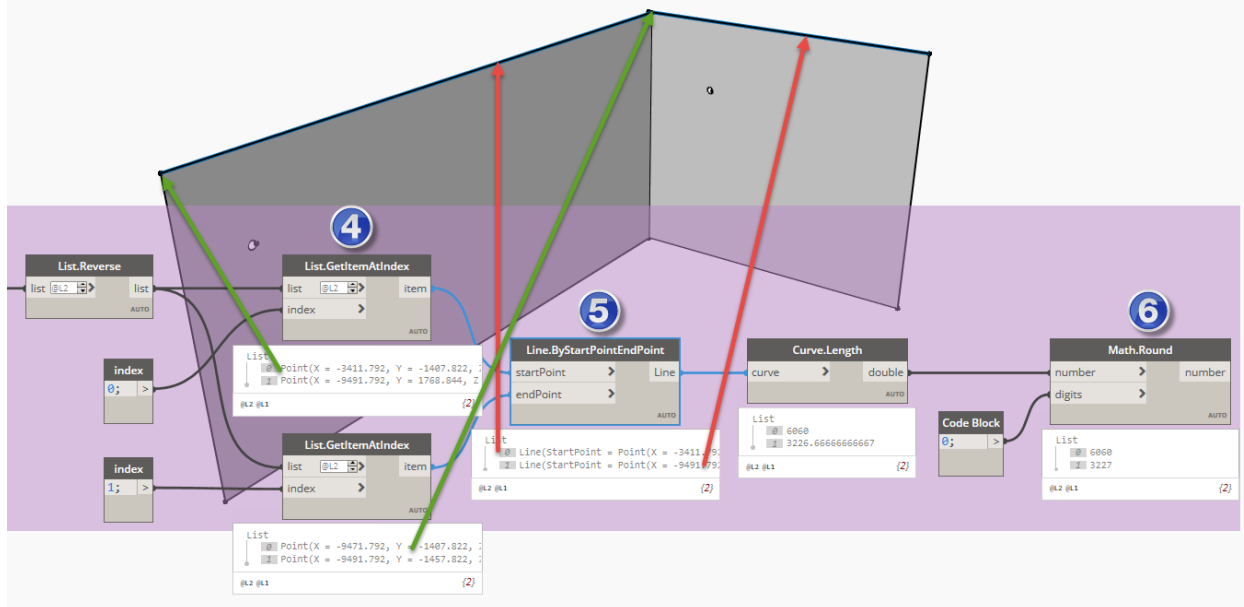 4
List.Reverse
list @L2 > list
AUTO
List.GetItemAtIndex
list @L2 > item
index >
AUTO
5
6
index
0; >
List
0 Point(X = -3411.792, Y = -1407.822,
1 Point(X = -9491.792, Y = 1768.844, Z
@L2 @L1 {2}
Line.ByStartPointEndPoint
startPoint > Line
endPoint >
AUTO
Curve.Length
curve > double
AUTO
Math.Round
number > number
digits >
AUTO
index
1; >
List.GetItemAtIndex
list @L2 > item
index >
AUTO
List
0 Line(StartPoint = Point(X = -3411.792
1 Line(StartPoint = Point(X = -9491.792
@L2 @L1 {2}
List
0 6060
1 3226.66666666667
@L2 @L1 {2}
Code Block
0; >
List
0 6060
1 3227
@L2 @L1 {2}
List
0 Point(X = -9471.792, Y = -1407.822,
1 Point(X = -9491.792, Y = -1457.822,
@L2 @L1 {2}